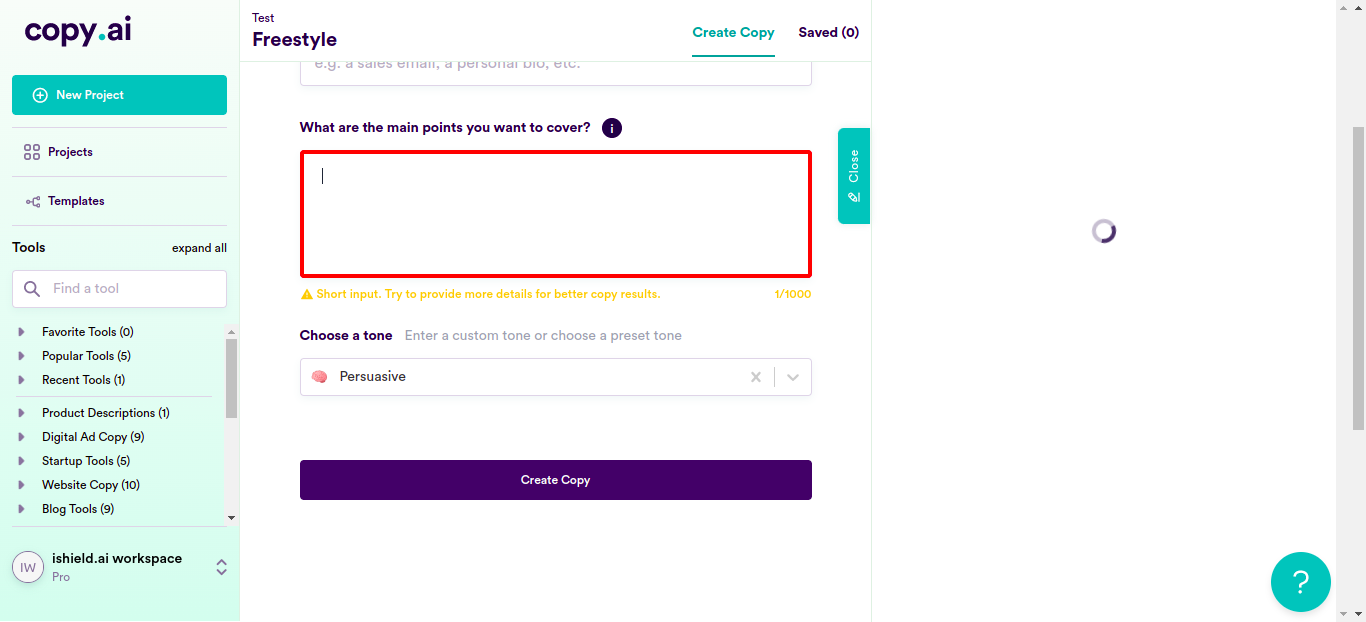 copy.ai
New Project
Projects
Templates
Tools
expand all
Find a tool
Favorite Tools (0)
Popular Tools (5)
Recent Tools (1)
Product Descriptions (1)
Digital Ad Copy (9)
Startup Tools (5)
Website Copy (10)
Blog Tools (9)
IW
ishield.ai workspace
Pro
Test
Freestyle
Create Copy
Saved (0)
e.g. a sales email, a personal bio, etc.
What are the main points you want to cover?
i
Short input. Try to provide more details for better copy results.
1/1000
Choose a tone
Enter a custom tone or choose a preset tone
Persuasive
Create Copy
Close
?